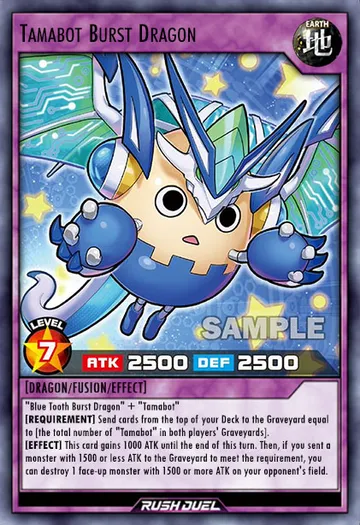 Tamabot Burst Dragon
EARTH
地
SAMPLE
LEVEL
7
ATK 2500 DEF 2500
[DRAGON/FUSION/EFFECT]
"Blue Tooth Burst Dragon" + "Tamabot"
[REQUIREMENT] Send cards from the top of your Deck to the Graveyard equal
to [the total number of "Tamabot" in both players' Graveyards].
[EFFECT] This card gains 1000 ATK until the end of this turn. Then, if you sent a
monster with 1500 or less ATK to the Graveyard to meet the requirement, you
can destroy 1 face-up monster with 1500 or more ATK on your opponent's field.
RUSH DUEL